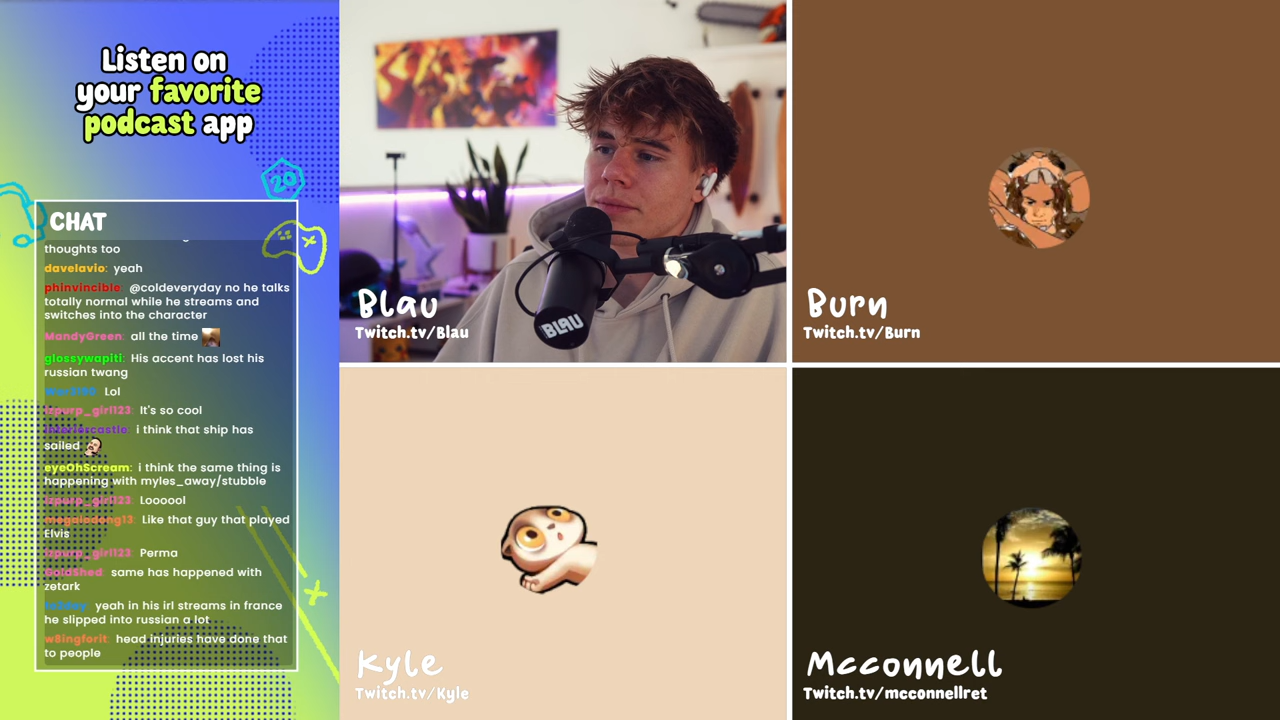 Listen on
your favorite
podcast app
20
CHAT
thoughts too
davelavio: yeah
phinvincible: @coldeveryday no he talks
totally normal while he streams and
switches into the character
MandyGreen: all the time
glossywapiti: His accent has lost his
russian twang
Lol
lzpurp_girl123: It's so cool
i think that ship has
sailed
eyeOhScream: i think the same thing is
happening with myles_away/stubble
lzpurp_girl123: Loooool
Like that guy that played
Elvis
lzpurp_girl123: Perma
same has happened with
zetark
yeah in his irl streams in france
he slipped into russian a lot
w8ingforit: head injuries have done that
to people
BLAU
Blau
Twitch.tv/Blau
Burn
Twitch.tv/Burn
Kyle
Twitch.tv/Kyle
Mcconnell
Twitch.tv/mcconnellret